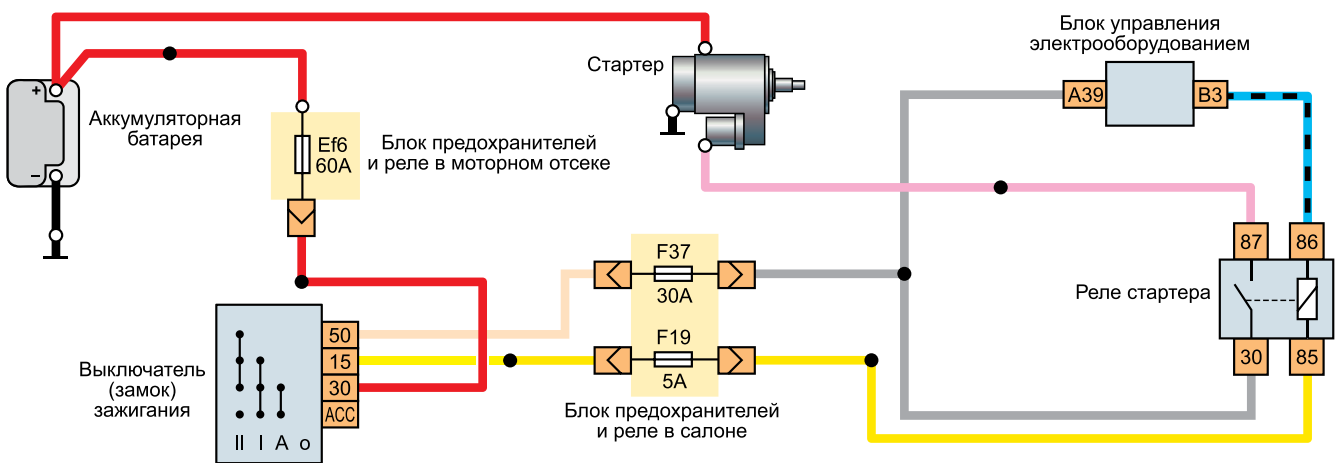 Блок управления
электрооборудованием
Стартер
A39
B3
+
Аккумуляторная
батарея
–
Ef6
60A
Блок предохранителей
и реле в моторном отсеке
87
86
F37
30A
Реле стартера
50
F19
15
5A
30
85
Выключатель
(замок)
зажигания
30
ACC
Блок предохранителей
и реле в салоне
II I A o